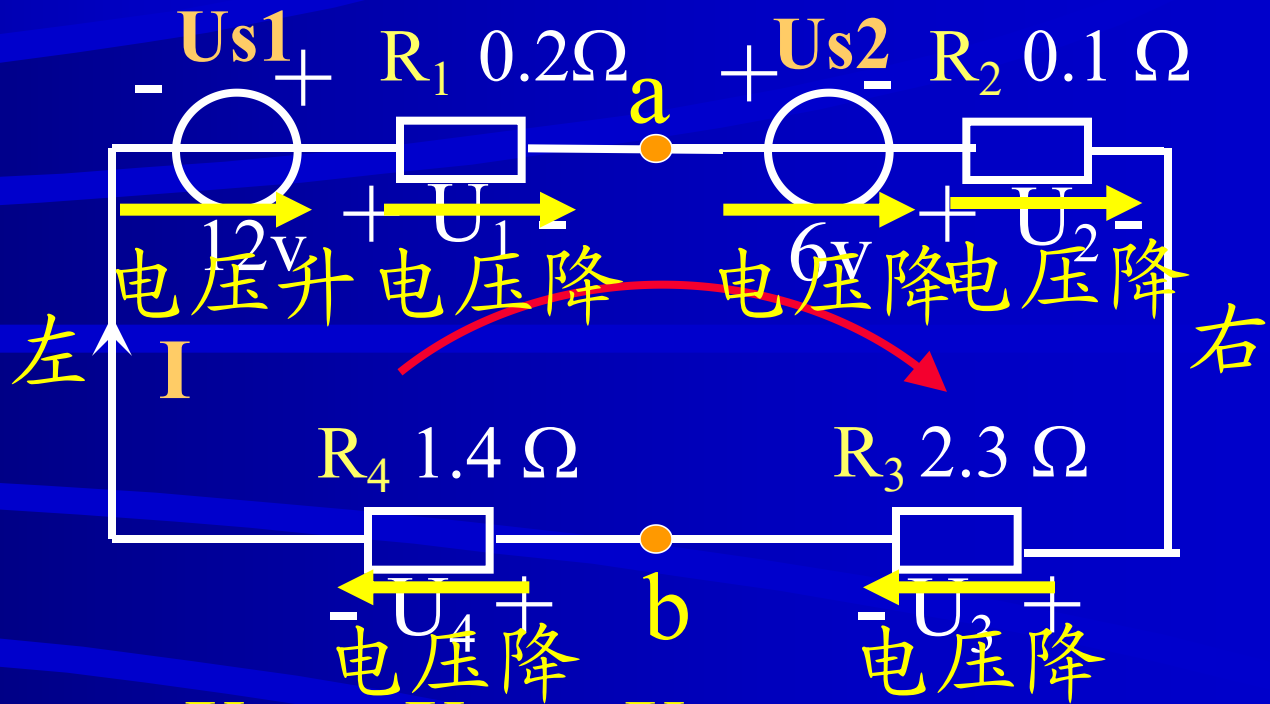 Us1 Us2
- + R1 0.2Ω a + - R2 0.1 Ω
12v + U1 - 6v + U2 -
电压升 电压降 电压降 电压降
左 I 右
R4 1.4 Ω R3 2.3 Ω
- U4 + b - U3 +
电压降 电压降